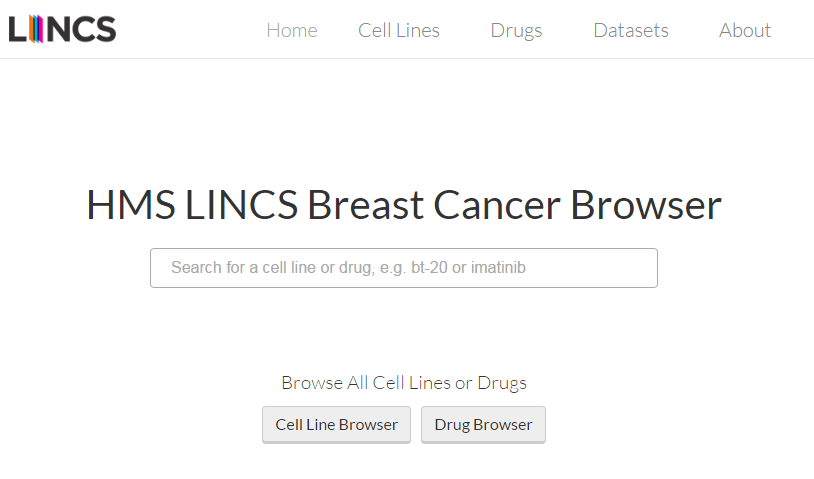 LINCS Home Cell Lines Drugs Datasets About
HMS LINCS Breast Cancer Browser
Search for a cell line or drug, e.g. bt-20 or imatinib
Browse All Cell Lines or Drugs
Cell Line Browser Drug Browser